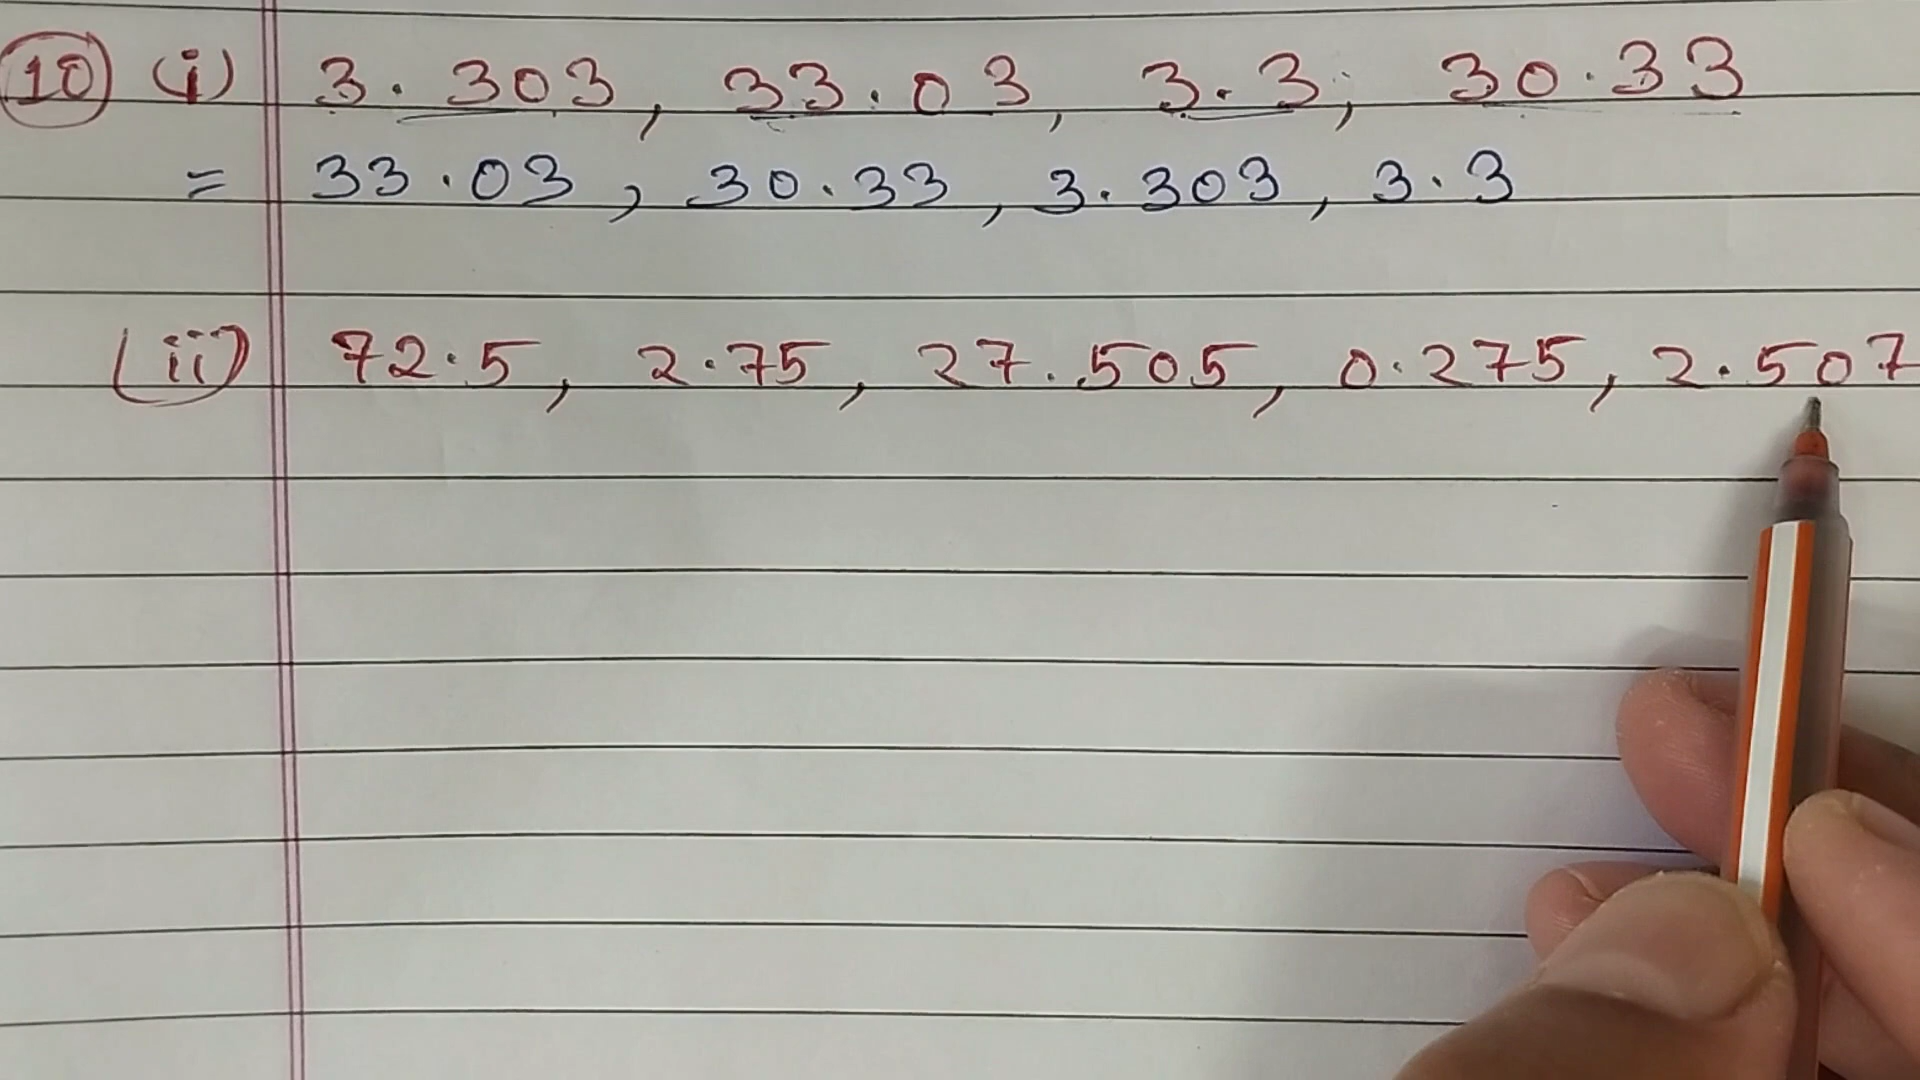 10 (i) 3.303, 33.03, 3.3, 30.33
= 33.03, 30.33, 3.303, 3.3
(ii) 72.5, 2.75, 27.505, 0.275, 2.507